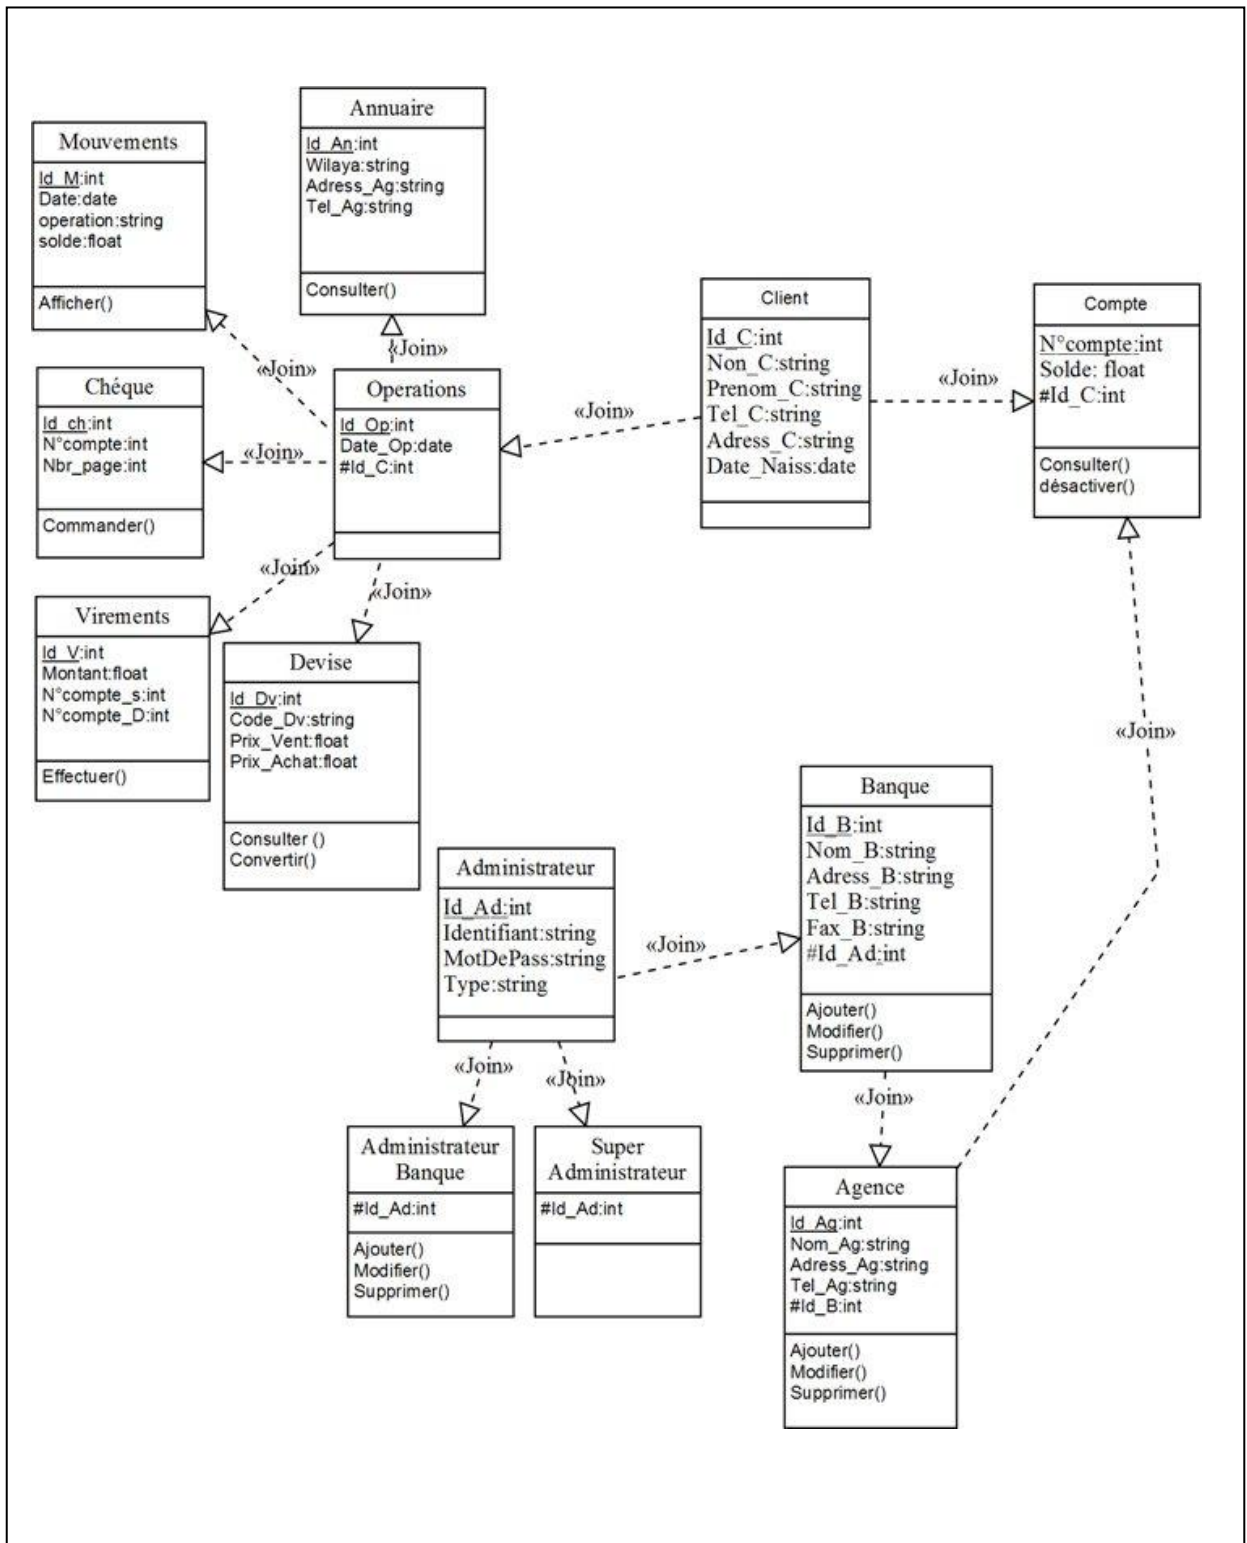 Annuaire
Id_An:int
Wilaya:string
Adress_Ag:string
Tel_Ag:string
Consulter()
Mouvements
Id_M:int
Date:date
operation:string
solde:float
Afficher()
«Join»
«Join»
Chéque
Id_ch:int
N°compte:int
Nbr_page:int
Commander()
«Join»
Operations
Id_Op:int
Date_Op:date
#Id_C:int
«Join»
Client
Id_C:int
Non_C:string
Prenom_C:string
Tel_C:string
Adress_C:string
Date_Naiss:date
«Join»
Compte
N°compte:int
Solde: float
#Id_C:int
Consulter()
désactiver()
«Join»
«Join»
Virements
Id_V:int
Montant:float
N°compte_s:int
N°compte_D:int
Effectuer()
Devise
Id_Dv:int
Code_Dv:string
Prix_Vent:float
Prix_Achat:float
Consulter ()
Convertir()
«Join»
Banque
Id_B:int
Nom_B:string
Adress_B:string
Tel_B:string
Fax_B:string
#Id_Ad:int
Ajouter()
Modifier()
Supprimer()
Administrateur
Id_Ad:int
Identifiant:string
MotDePass:string
Type:string
«Join»
«Join»
«Join»
«Join»
Administrateur
Banque
#Id_Ad:int
Ajouter()
Modifier()
Supprimer()
Super
Administrateur
#Id_Ad:int
Agence
Id_Ag:int
Nom_Ag:string
Adress_Ag:string
Tel_Ag:string
#Id_B:int
Ajouter()
Modifier()
Supprimer()